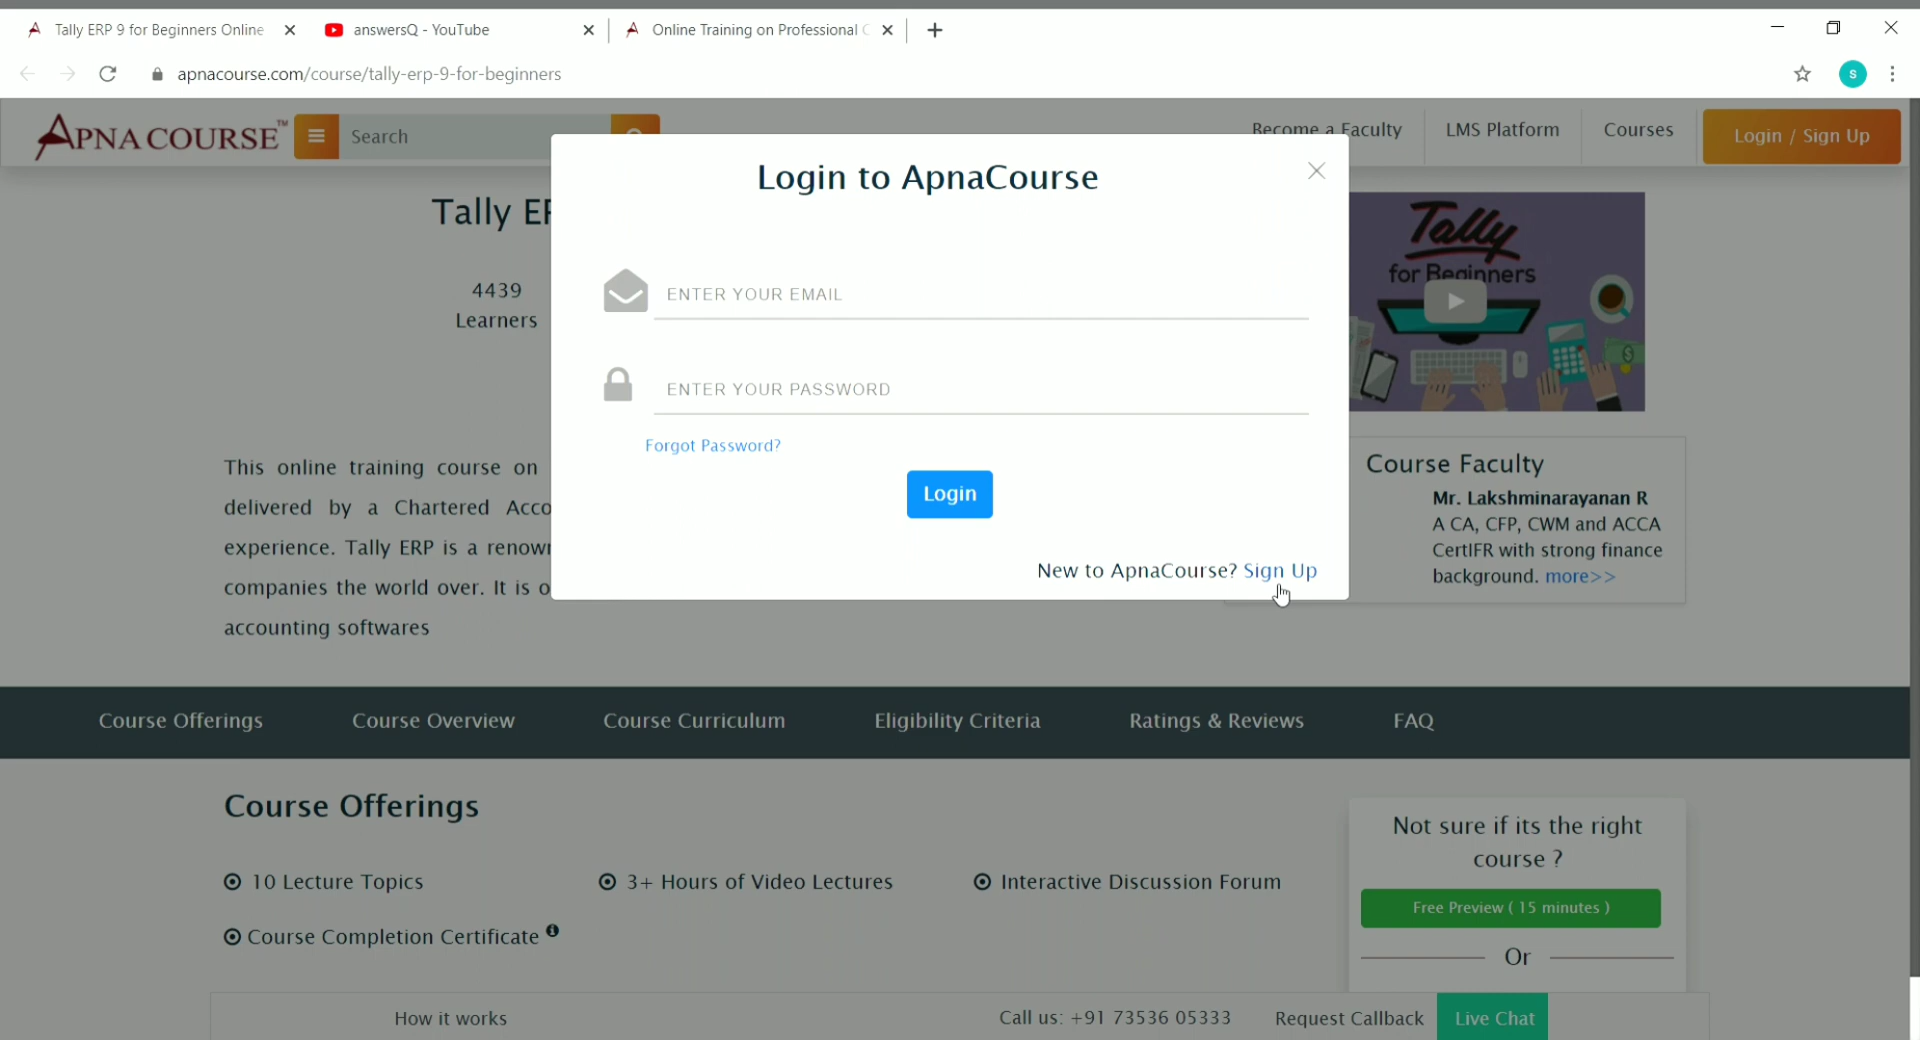 Tally ERP 9 for Beginners Online
answersQ - YouTube
Online Training on Professional
apnacourse.com/course/tally-erp-9-for-beginners
S
APNA COURSE™
Search
Become a Faculty
LMS Platform
Courses
Login / Sign Up
Login to ApnaCourse
ENTER YOUR EMAIL
ENTER YOUR PASSWORD
Forgot Password?
Login
New to ApnaCourse? Sign Up
Tally
4439
Learners
This online training course on
delivered by a Chartered
experience. Tally ERP is a
companies the world over. It is
accounting softwares
Tally
for Beginners
Course Faculty
Mr. Lakshminarayanan R
A CA, CFP, CWM and ACCA
CertIFR with strong finance
background. more>>
Course Offerings
Course Overview
Course Curriculum
Eligibility Criteria
Ratings & Reviews
FAQ
Course Offerings
10 Lecture Topics
3+ Hours of Video Lectures
Interactive Discussion Forum
Course Completion Certificate
Not sure if its the right
course ?
Free Preview ( 15 minutes )
Or
How it works
Call us: +91 73536 05333
Request Callback
Live Chat